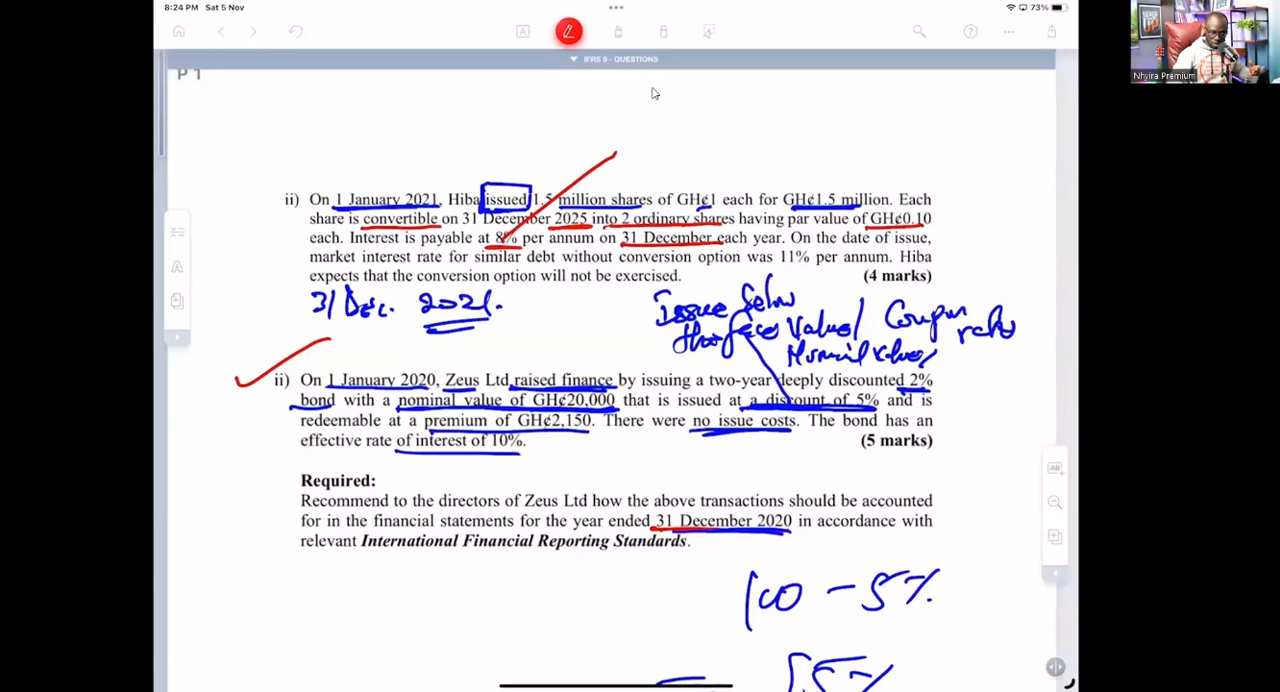 8:24 PM Sat 5 Nov
73%
IFRS 9 - QUESTIONS
Nhyira Premium
ii) On 1 January 2021, Hiba issued 1.5 million shares of GH¢1 each for GH¢1.5 million. Each
share is convertible on 31 December 2025 into 2 ordinary shares having par value of GH¢0.10
each. Interest is payable at 8% per annum on 31 December each year. On the date of issue,
market interest rate for similar debt without conversion option was 11% per annum. Hiba
expects that the conversion option will not be exercised. (4 marks)
31 Dec. 2021.
Issue below
the face value/ Coupon rate
Nominal value/
ii) On 1 January 2020, Zeus Ltd raised finance by issuing a two-year deeply discounted 2%
bond with a nominal value of GH¢20,000 that is issued at a discount of 5% and is
redeemable at a premium of GH¢2,150. There were no issue costs. The bond has an
effective rate of interest of 10%. (5 marks)
Required:
Recommend to the directors of Zeus Ltd how the above transactions should be accounted
for in the financial statements for the year ended 31 December 2020 in accordance with
relevant International Financial Reporting Standards.
100 - 5%